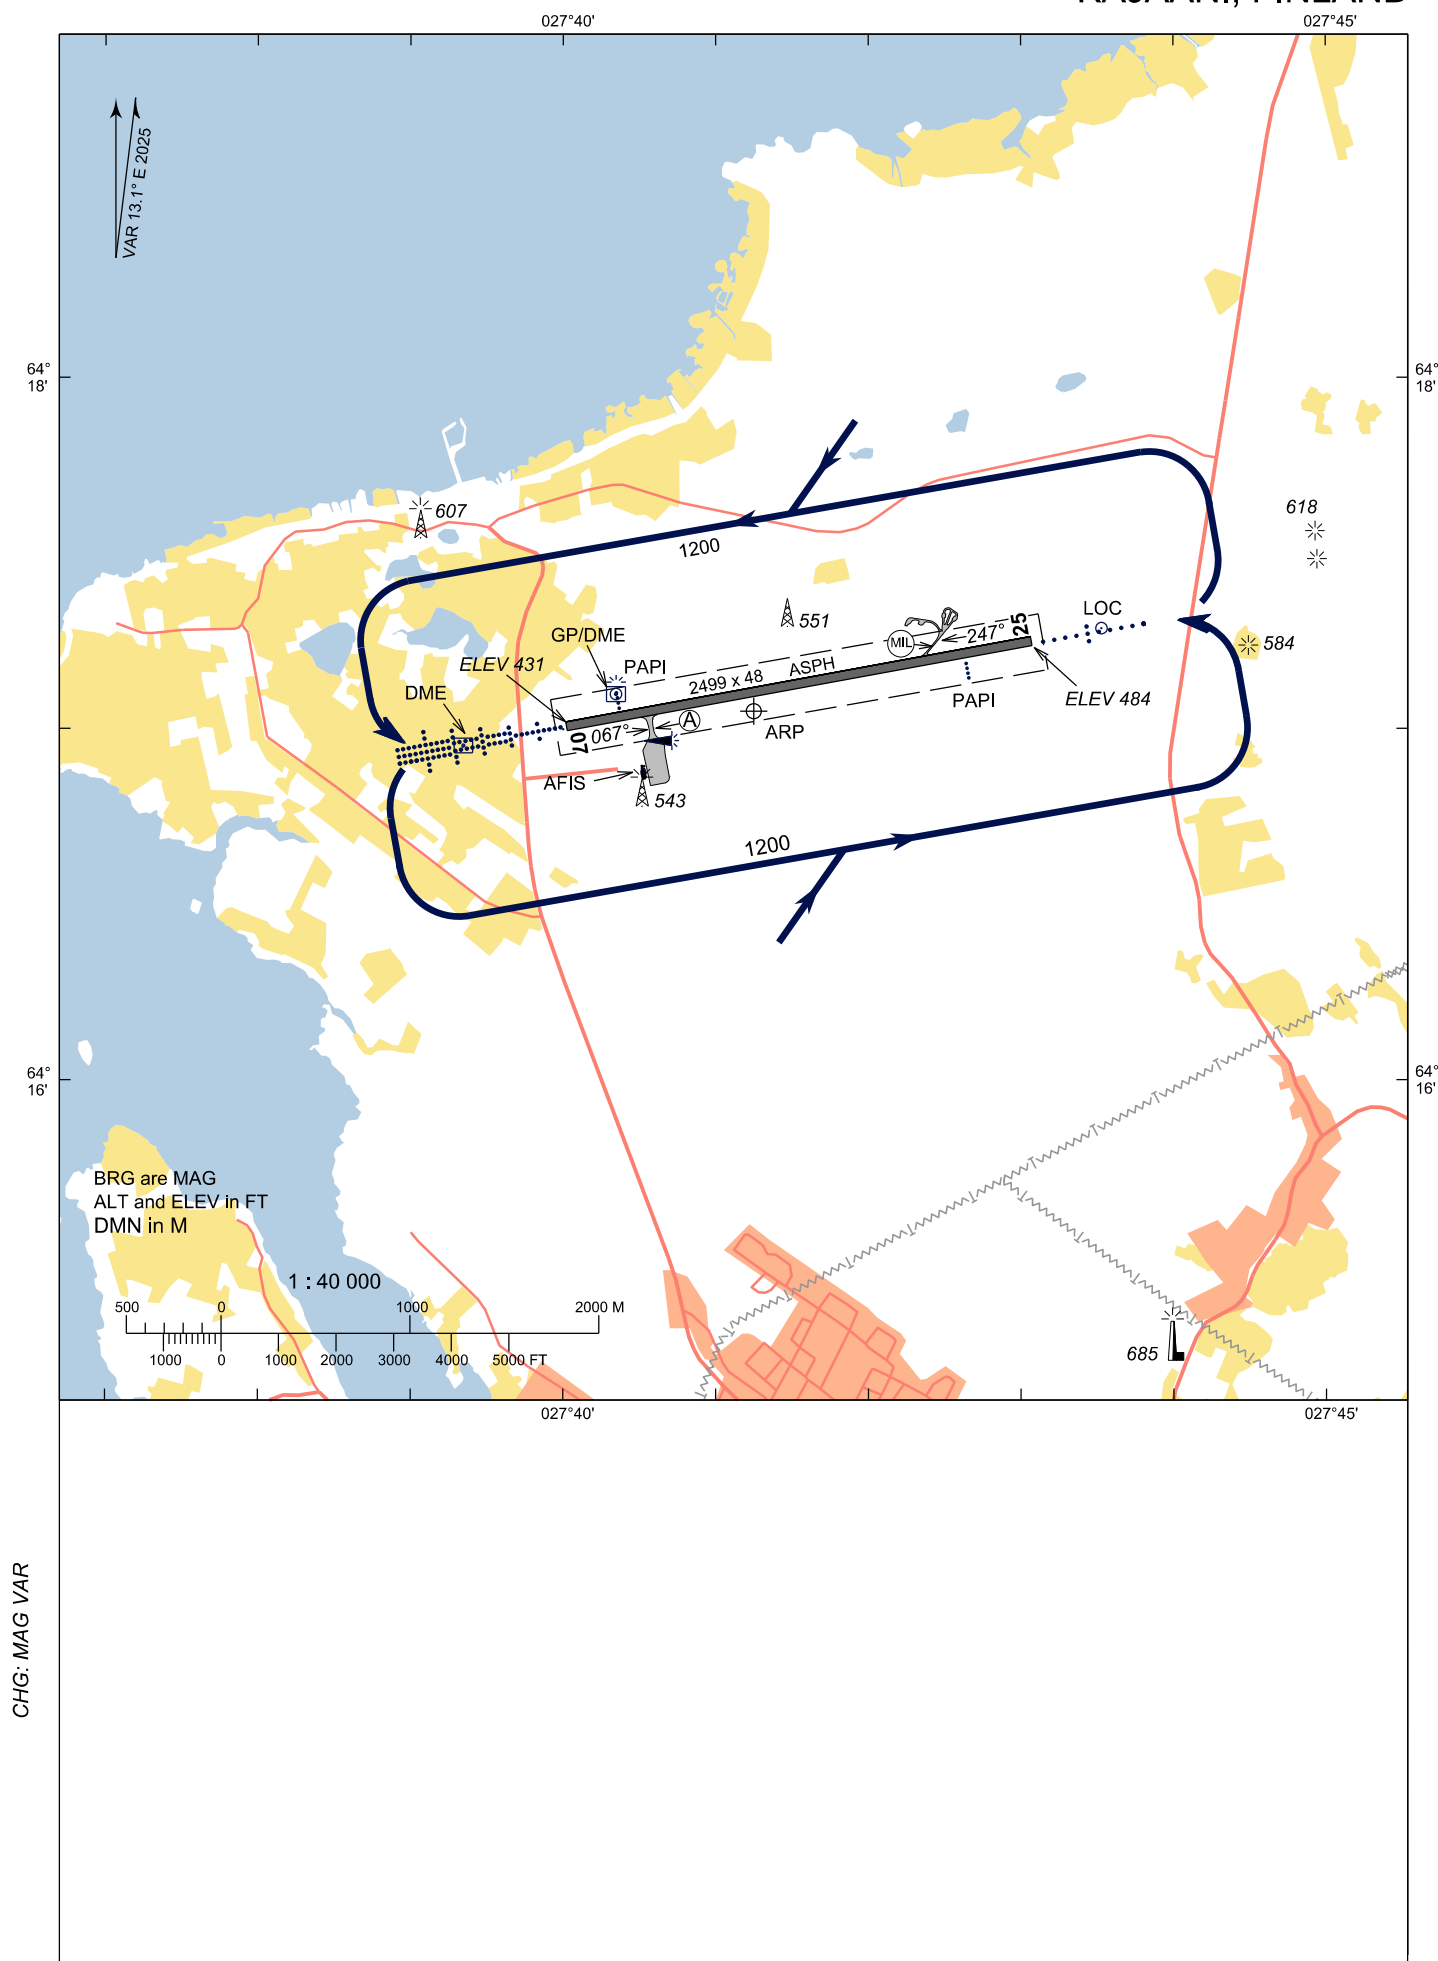 027°40'
027°45'
VAR 13.1° E 2025
64°
18'
64°
18'
607
618
1200
551
LOC
GP/DME
25
247°
MIL
584
ELEV 431
PAPI
ASPH
2499 x 48
DME
PAPI
ELEV 484
07
067°
A
ARP
AFIS
543
1200
64°
16'
64°
16'
BRG are MAG
ALT and ELEV in FT
DMN in M
1 : 40 000
500 0 1000 2000 M
1000 0 1000 2000 3000 4000 5000 FT
685
027°40'
027°45'
CHG: MAG VAR